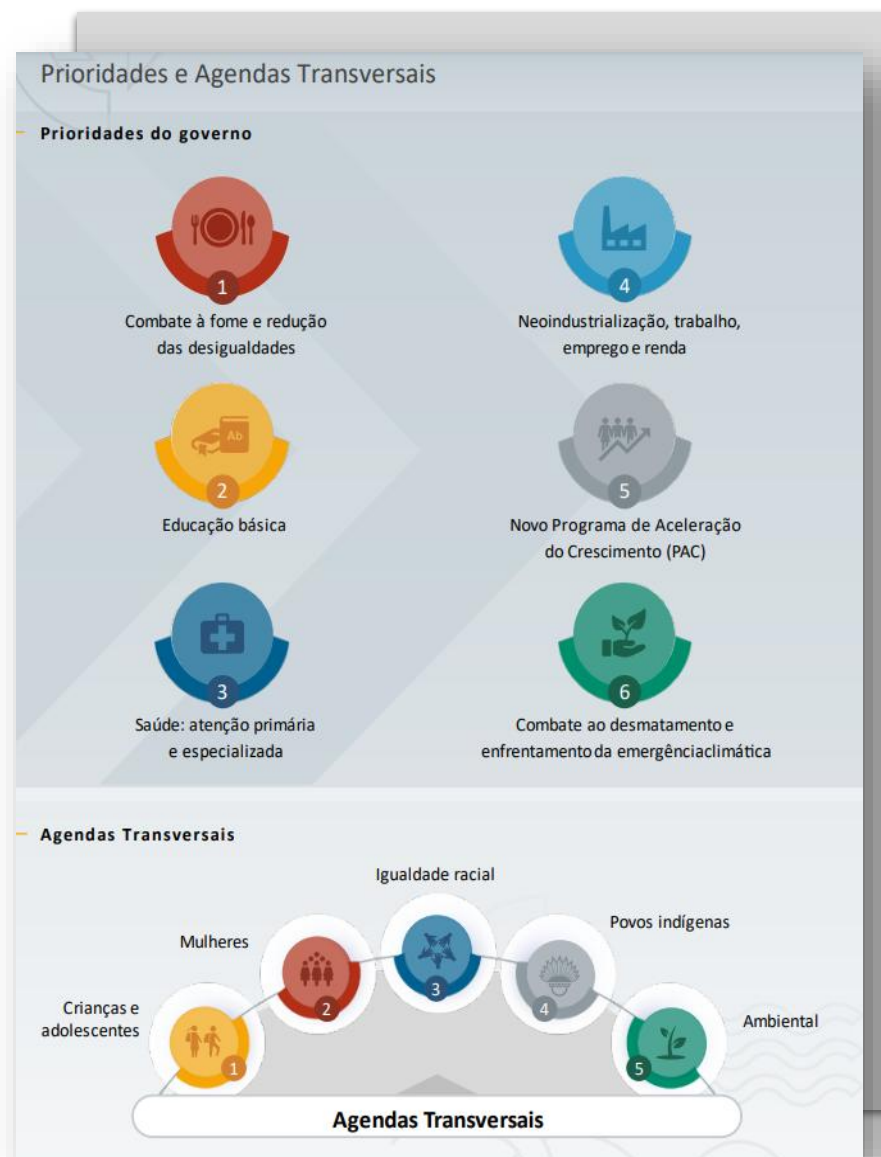 Prioridades e Agendas Transversais
Prioridades do governo
1
Combate à fome e redução
das desigualdades
4
Neoindustrialização, trabalho,
emprego e renda
Ab
2
Educação básica
5
Novo Programa de Aceleração
do Crescimento (PAC)
3
Saúde: atenção primária
e especializada
6
Combate ao desmatamento e
enfrentamento da emergênciaclimática
Agendas Transversais
Crianças e
adolescentes
1
Mulheres
2
Igualdade racial
3
Povos indígenas
4
Ambiental
5
Agendas Transversais